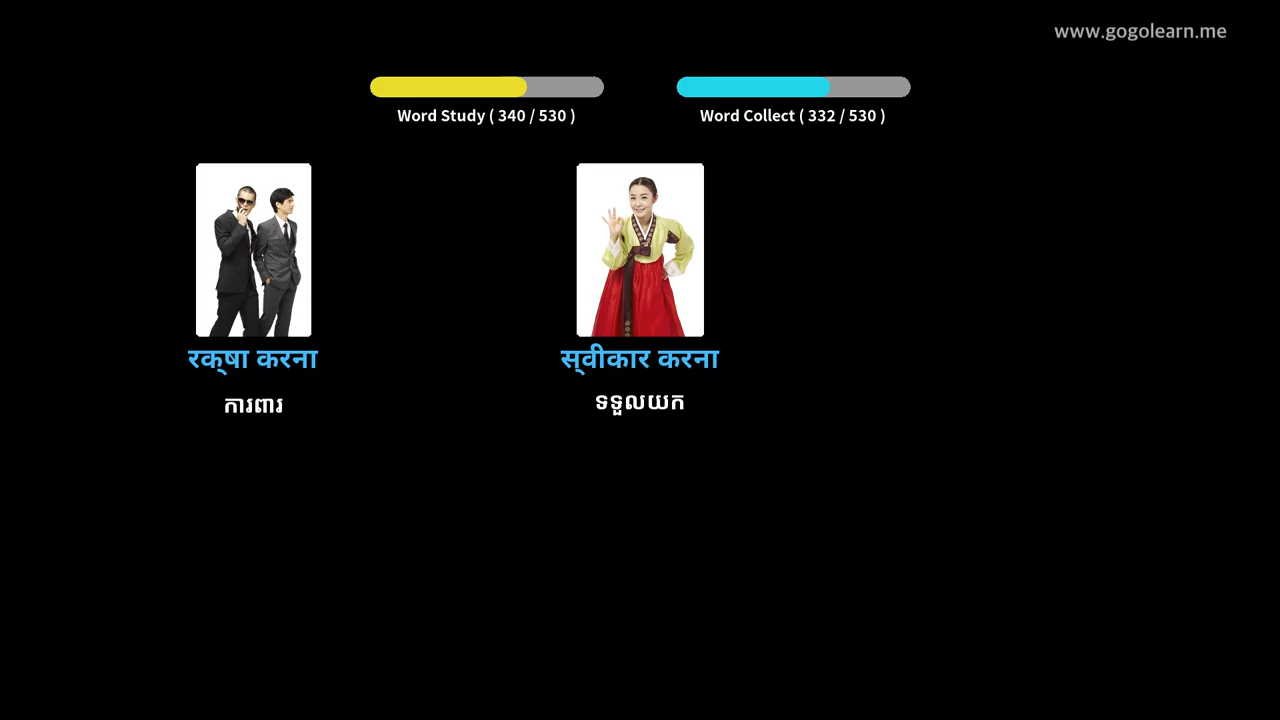 www.gogolearn.me
Word Study ( 340 / 530 )
Word Collect ( 332 / 530 )
रक्षा करना
स्वीकार करना
ការពារ
ទទួលយក